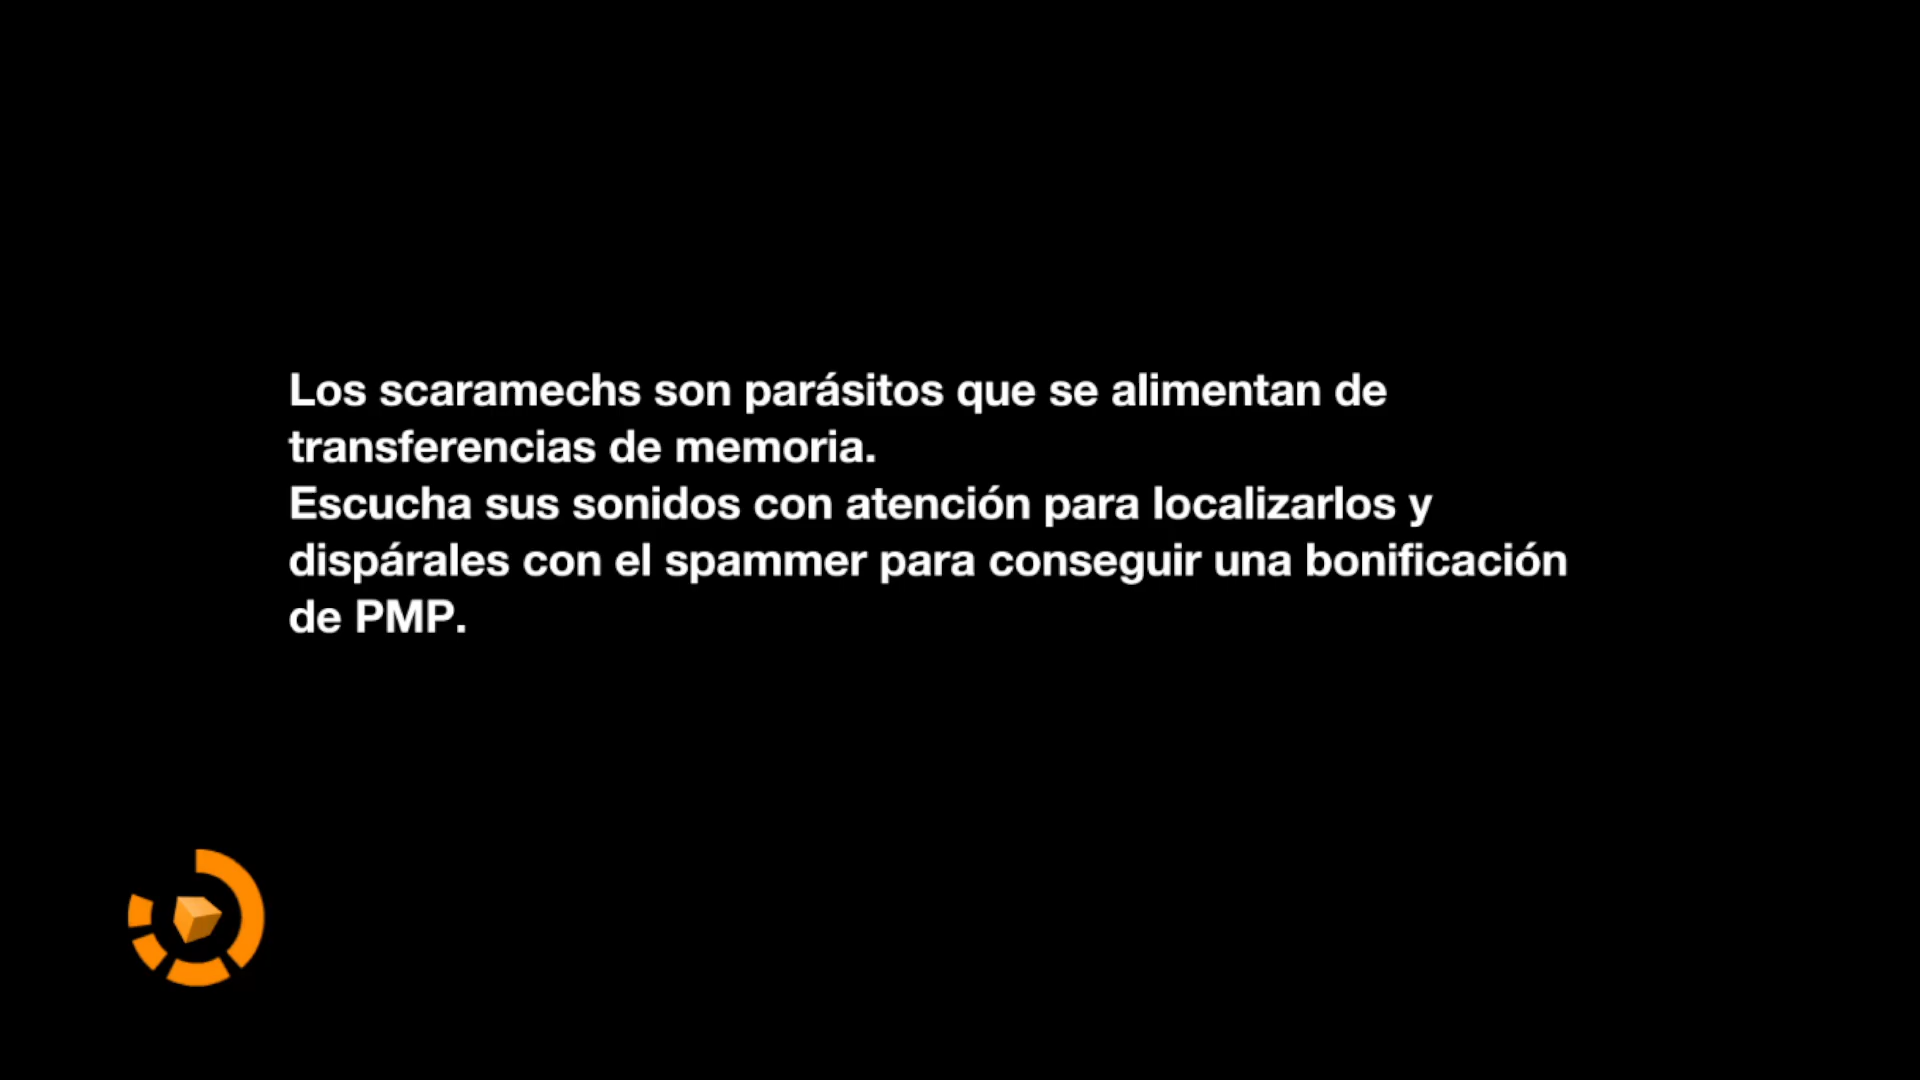 Los scaramechs son parásitos que se alimentan de
transferencias de memoria.
Escucha sus sonidos con atención para localizarlos y
dispárales con el spammer para conseguir una bonificación
de PMP.